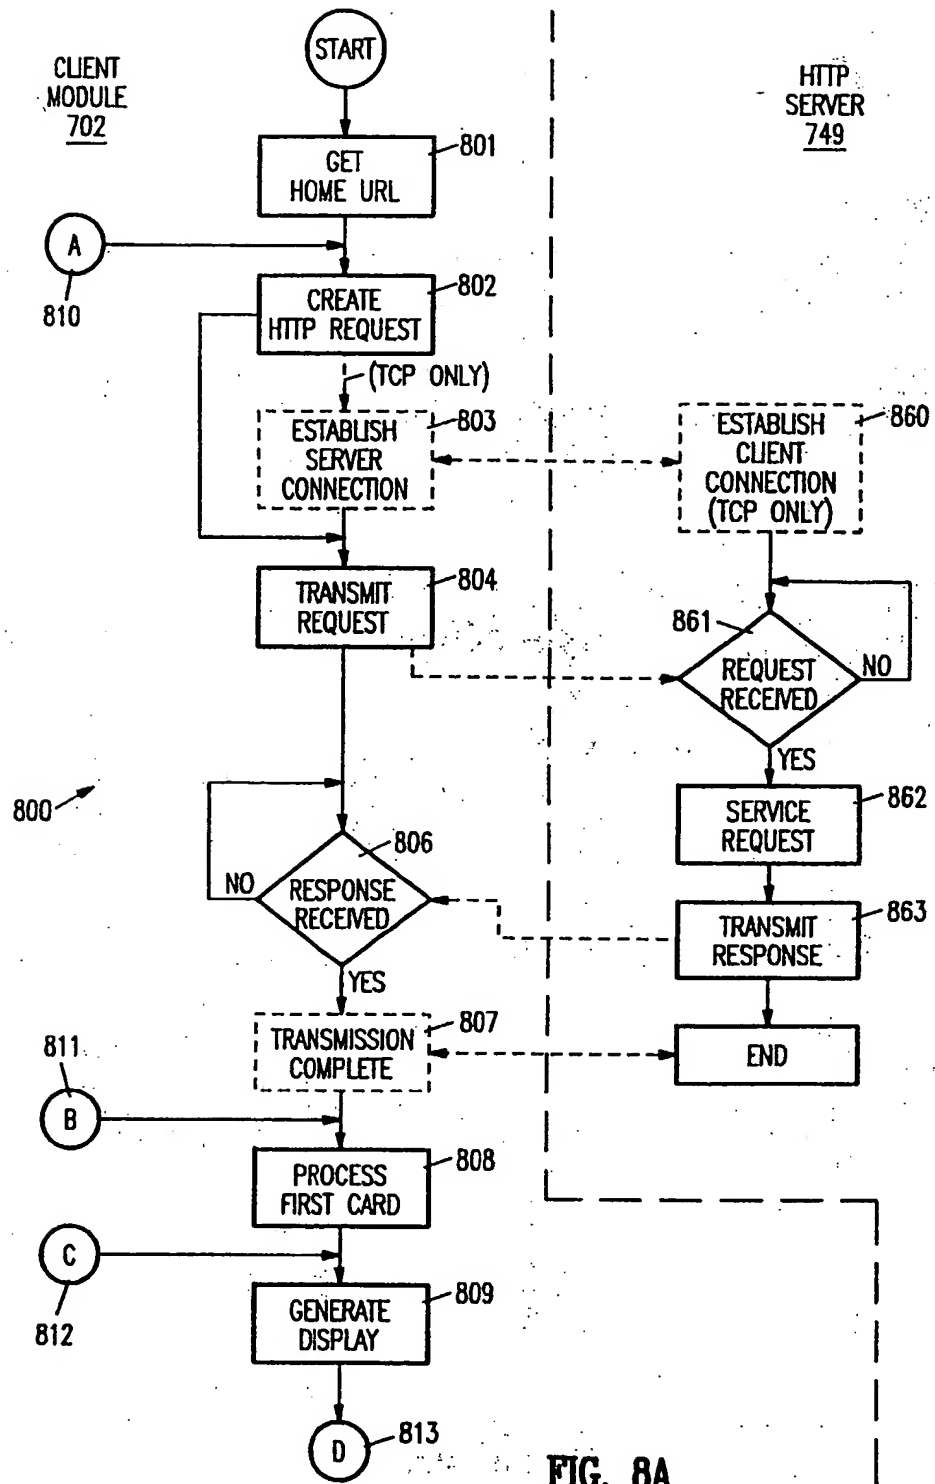 START
CLIENT
MODULE
702
HTTP
SERVER
749
801
GET
HOME URL
A
810
802
CREATE
HTTP REQUEST
(TCP ONLY)
803
ESTABLISH
SERVER
CONNECTION
860
ESTABLISH
CLIENT
CONNECTION
(TCP ONLY)
804
TRANSMIT
REQUEST
861
REQUEST
RECEIVED
NO
YES
800
862
SERVICE
REQUEST
806
NO
RESPONSE
RECEIVED
YES
863
TRANSMIT
RESPONSE
807
TRANSMISSION
COMPLETE
END
811
B
808
PROCESS
FIRST CARD
C
812
809
GENERATE
DISPLAY
D
813
FIG. 8A